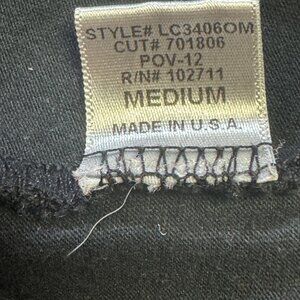 STYLE# LC3406OM
CUT# 701806
POV-12
R/N# 102711
MEDIUM
MADE IN U.S.A.